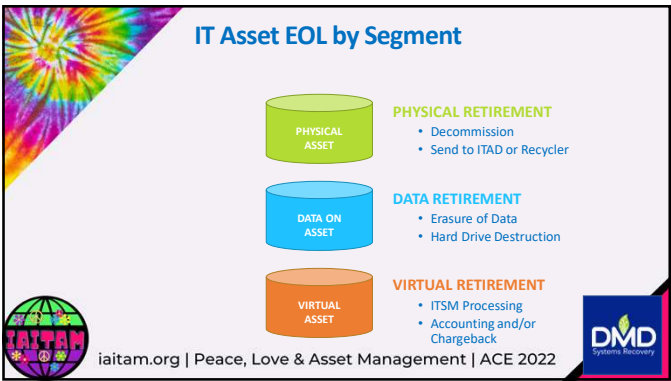 IT Asset EOL by Segment
PHYSICAL
ASSET
PHYSICAL RETIREMENT
• Decommission
• Send to ITAD or Recycler
DATA ON
ASSET
DATA RETIREMENT
• Erasure of Data
• Hard Drive Destruction
VIRTUAL
ASSET
VIRTUAL RETIREMENT
• ITSM Processing
• Accounting and/or
Chargeback
IAITAM
iaitam.org | Peace, Love & Asset Management | ACE 2022
DMD
Systems Recovery